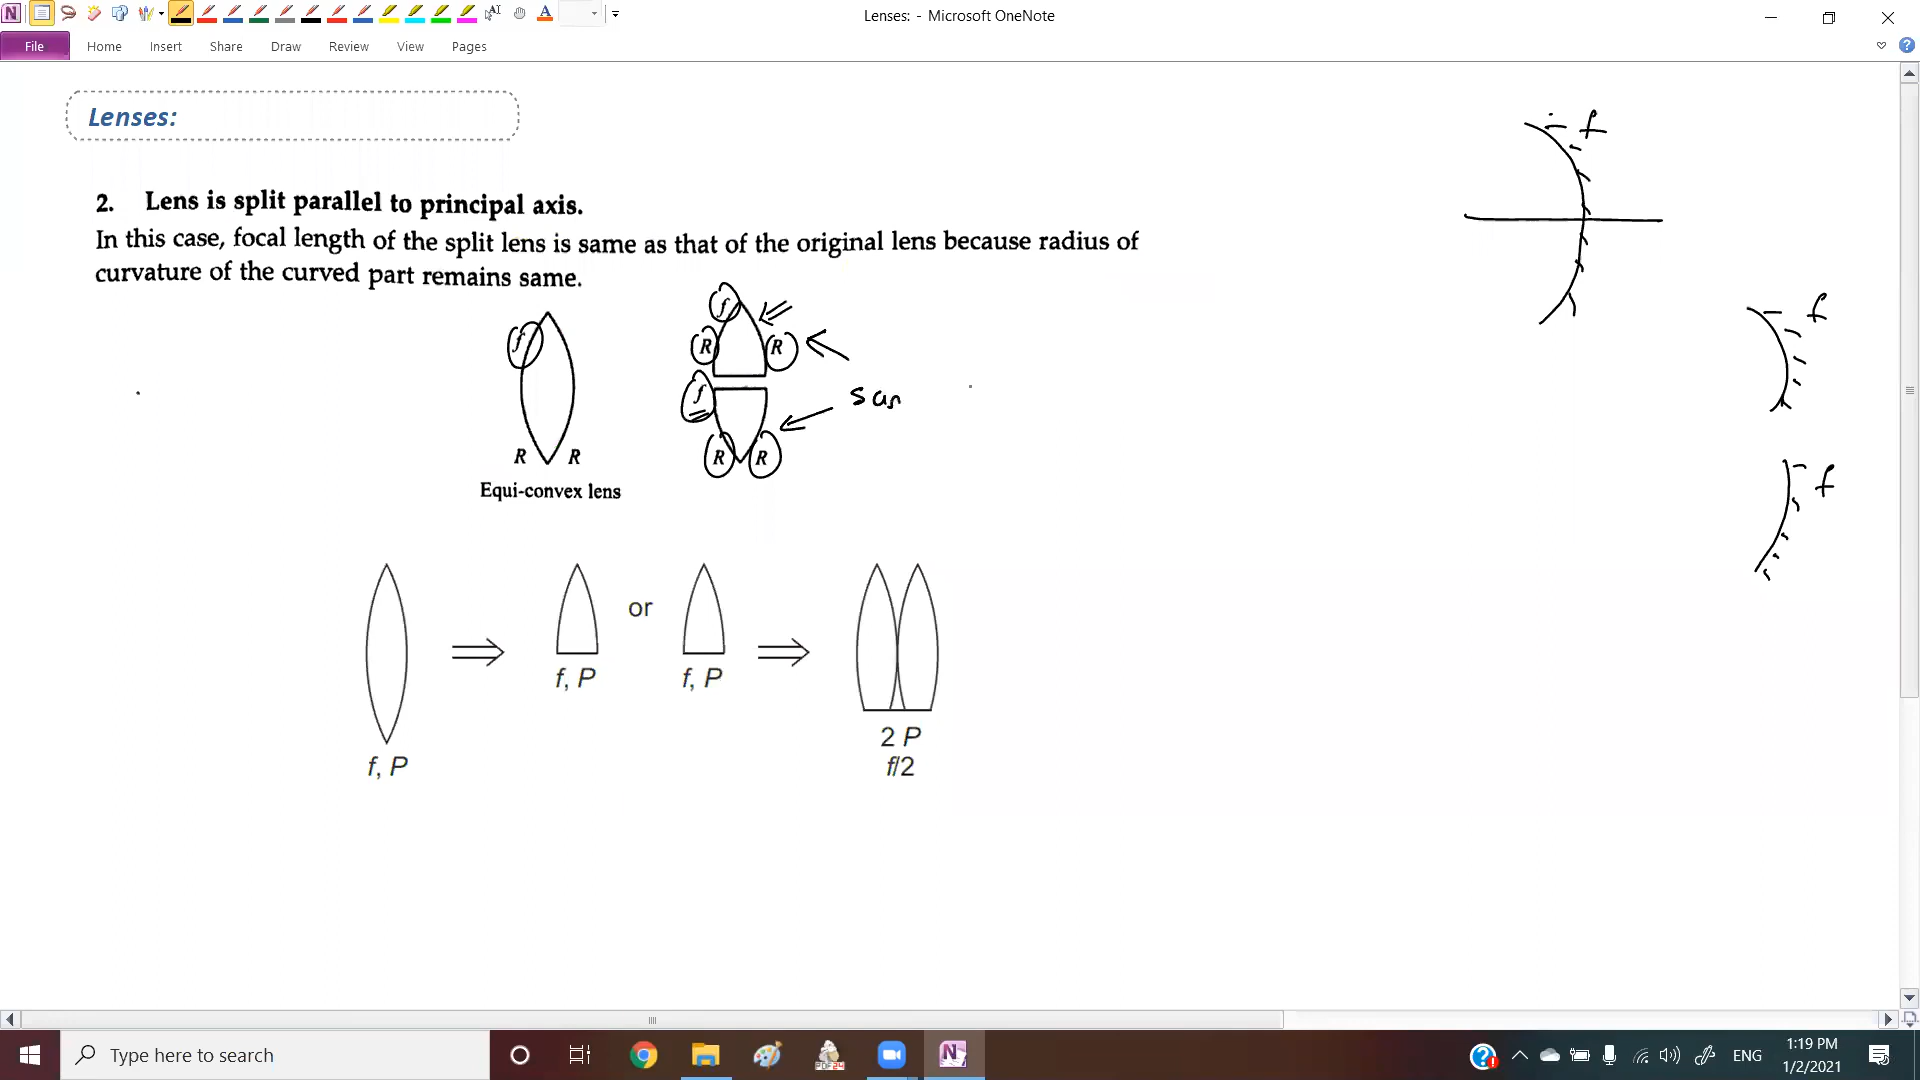 Lenses: - Microsoft OneNote
File Home Insert Share Draw Review View Pages
Lenses:
2. Lens is split parallel to principal axis.
In this case, focal length of the split lens is same as that of the original lens because radius of
curvature of the curved part remains same.
f
f
f
R R
f
f
R R
R R
san
Equi-convex lens
f
or
f, P
f, P
f, P
2 P
f/2
Type here to search
PDF24
ENG
1:19 PM
1/2/2021